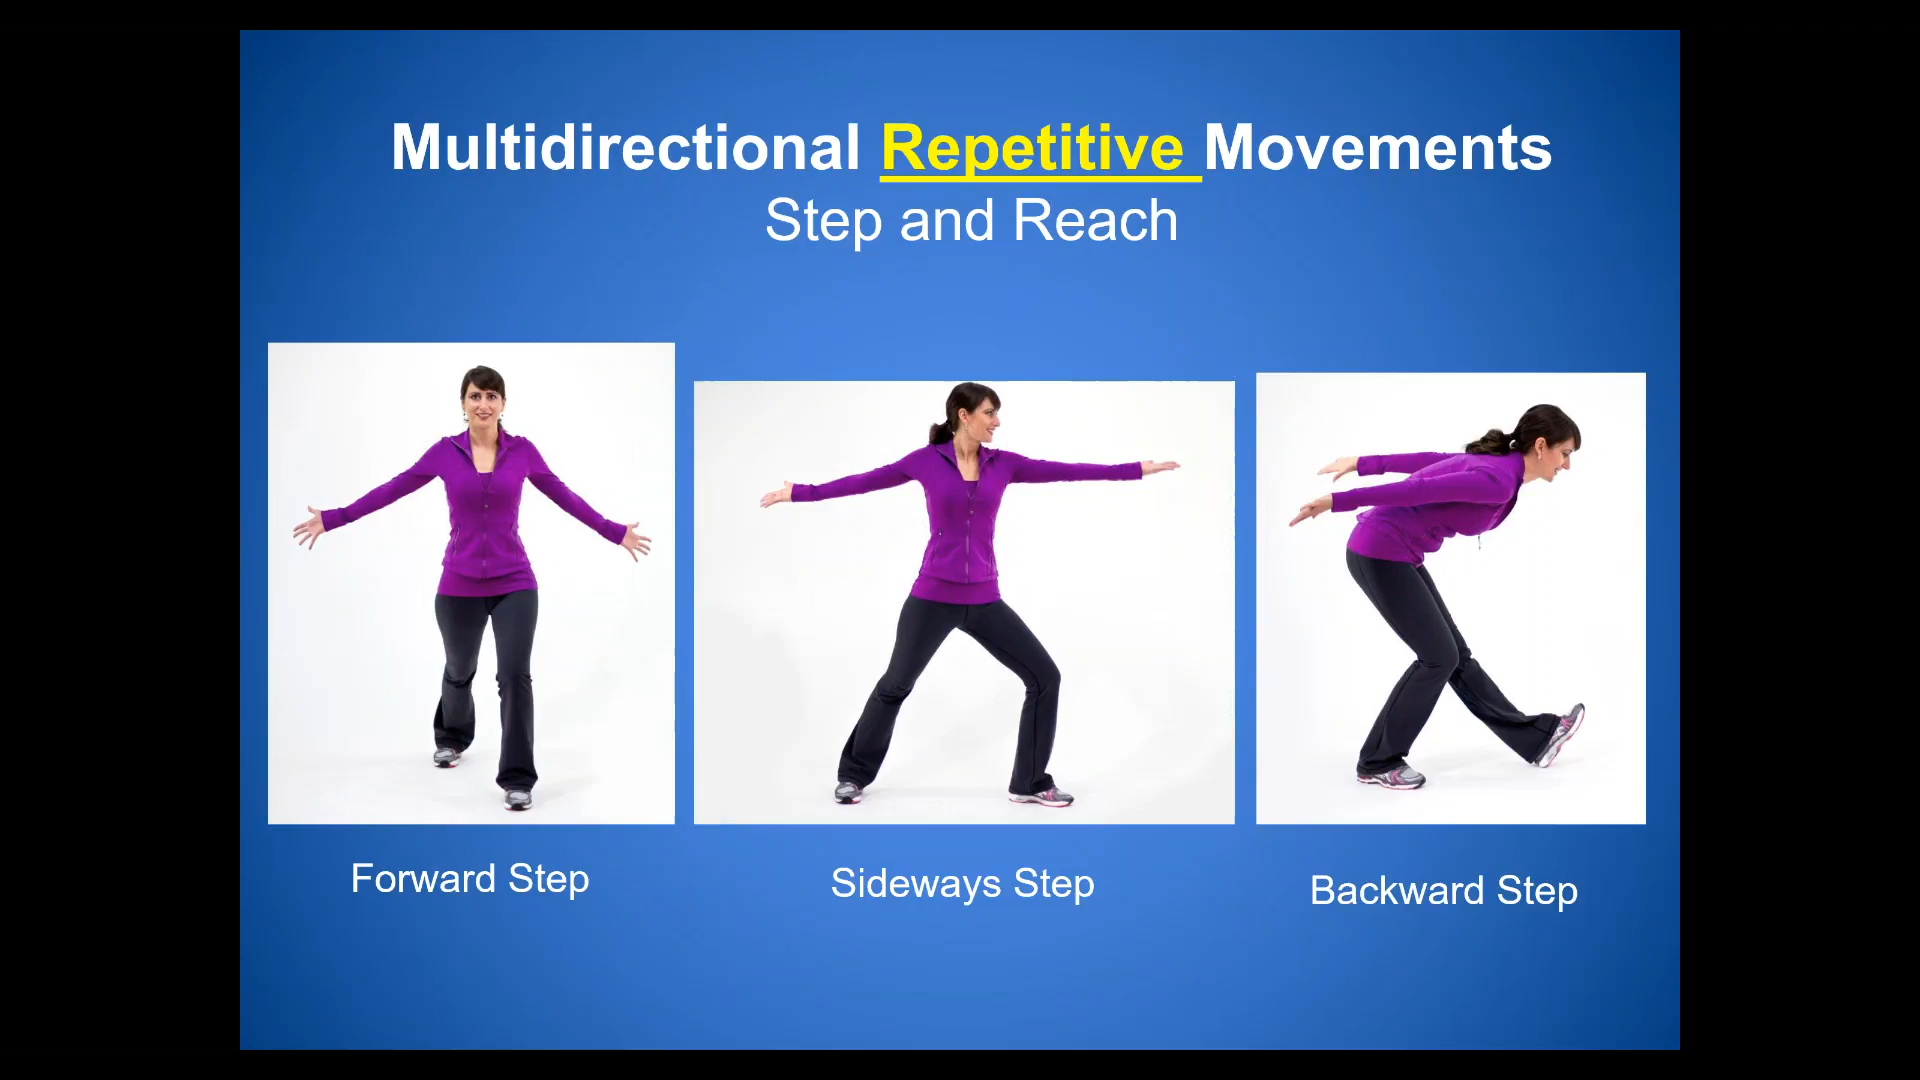 Multidirectional Repetitive Movements
Step and Reach
Forward Step
Sideways Step
Backward Step